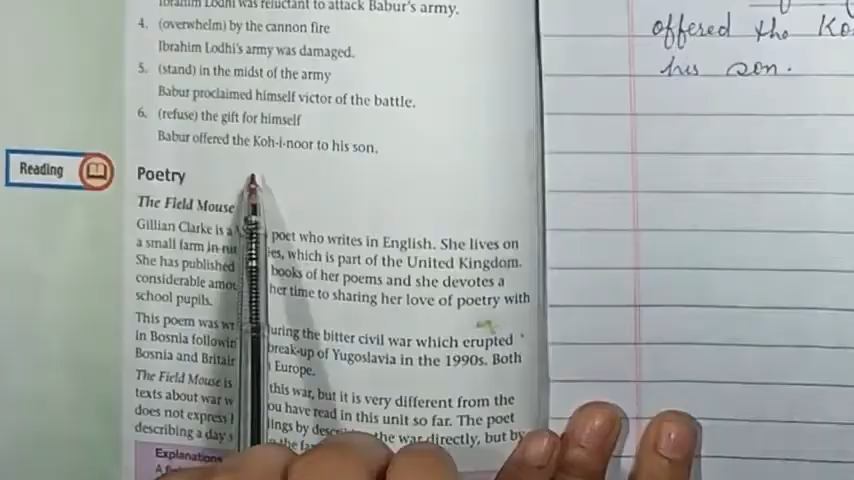 Ibrahim Lodhi was reluctant to attack Babur's army.
4. (overwhelm) by the cannon fire
Ibrahim Lodhi's army was damaged.
5. (stand) in the midst of the army
Babur proclaimed himself victor of the battle.
6. (refuse) the gift for himself
Babur offered the Koh-i-noor to his son.
Reading
Poetry
The Field Mouse
Gillian Clarke is a poet who writes in English. She lives on
a small farm in which is part of the United Kingdom.
She has published books of her poems and she devotes a
considerable her time to sharing her love of poetry with
school pupils.
This poem was during the bitter civil war which erupted
in Bosnia break-up of Yugoslavia in the 1990s. Both
Bosnia and Europe.
The Field Mouse is this war, but it is very different from the
texts about war you have read in this unit so far. The poet
does not express the war directly, but by
describing a day's
Explanations
offered the
his son.